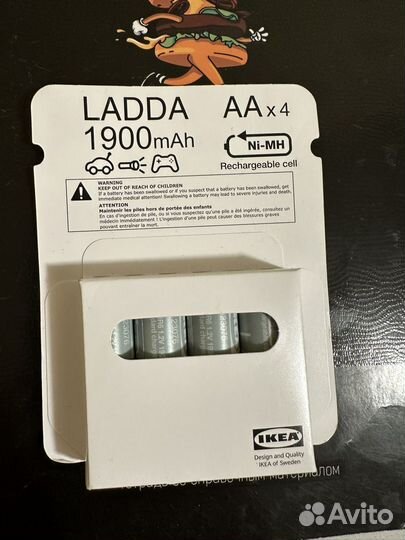 LADDA AA x 4
1900mAh
Ni-MH
Rechargeable cell
WARNING
KEEP OUT OF REACH OF CHILDREN
If a battery has been swallowed or if you suspect that a battery has been swallowed, get
immediate medical attention! Swallowing a battery may lead to severe injuries and death.
ATTENTION
Maintenir les piles hors de portée des enfants
En cas d'ingestion de pile, ou si vous suspectez qu'une pile a été ingérée, consultez un
médecin immédiatement ! L'ingestion d'une pile peut causer des blessures graves
pouvant entraîner la mort.
IKEA
Design and Quality
IKEA of Sweden
материалом
Avito